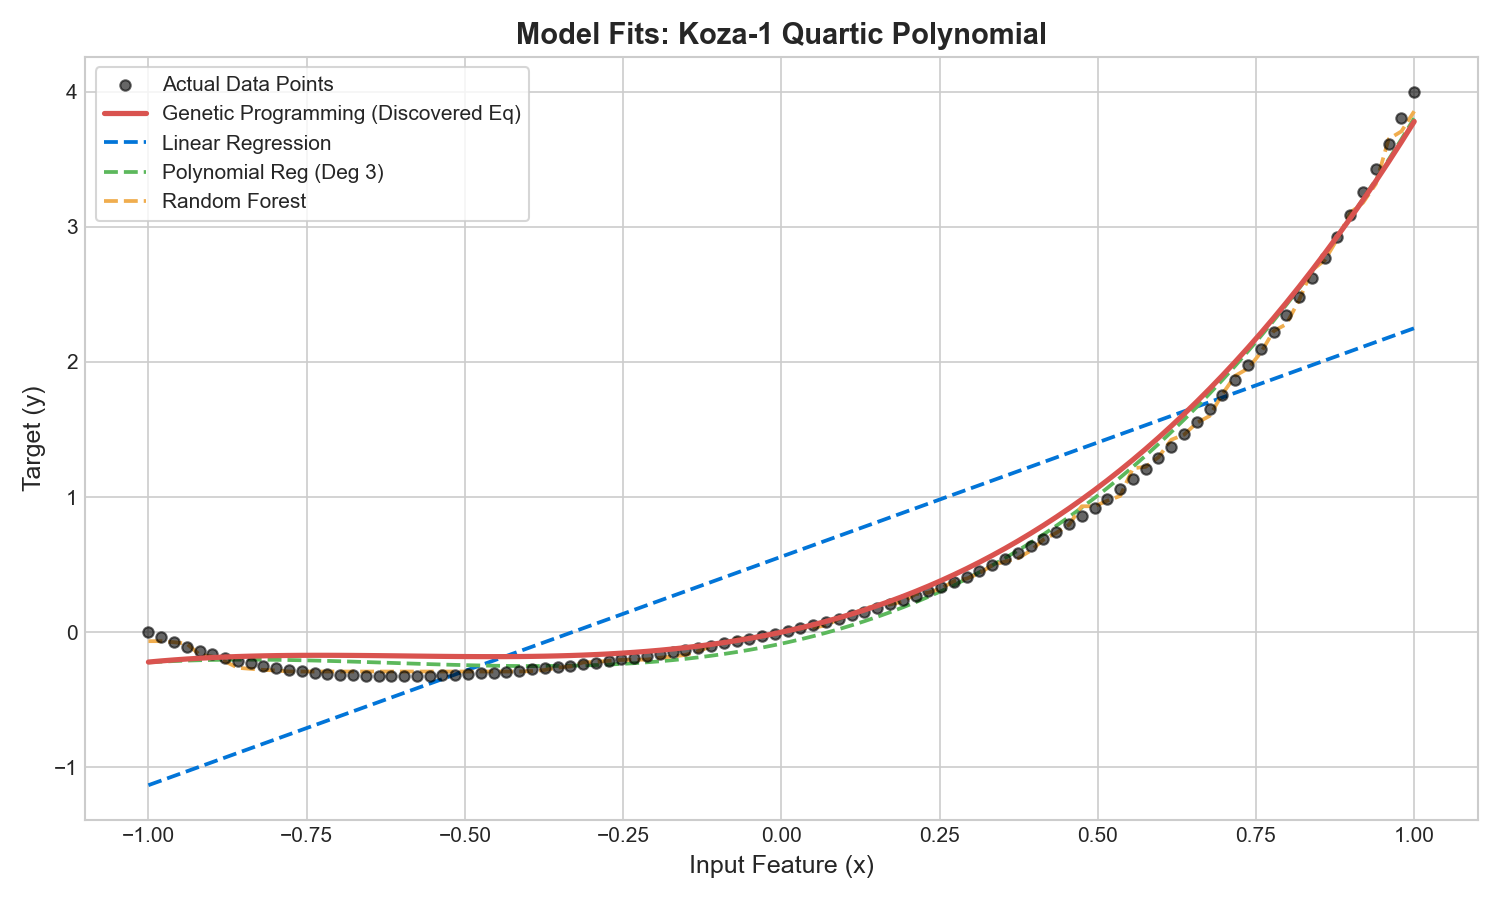 Model Fits: Koza-1 Quartic Polynomial
Actual Data Points
Genetic Programming (Discovered Eq)
Linear Regression
Polynomial Reg (Deg 3)
Random Forest
Target (y)
4
3
2
1
0
−1
−1.00 −0.75 −0.50 −0.25 0.00 0.25 0.50 0.75 1.00
Input Feature (x)